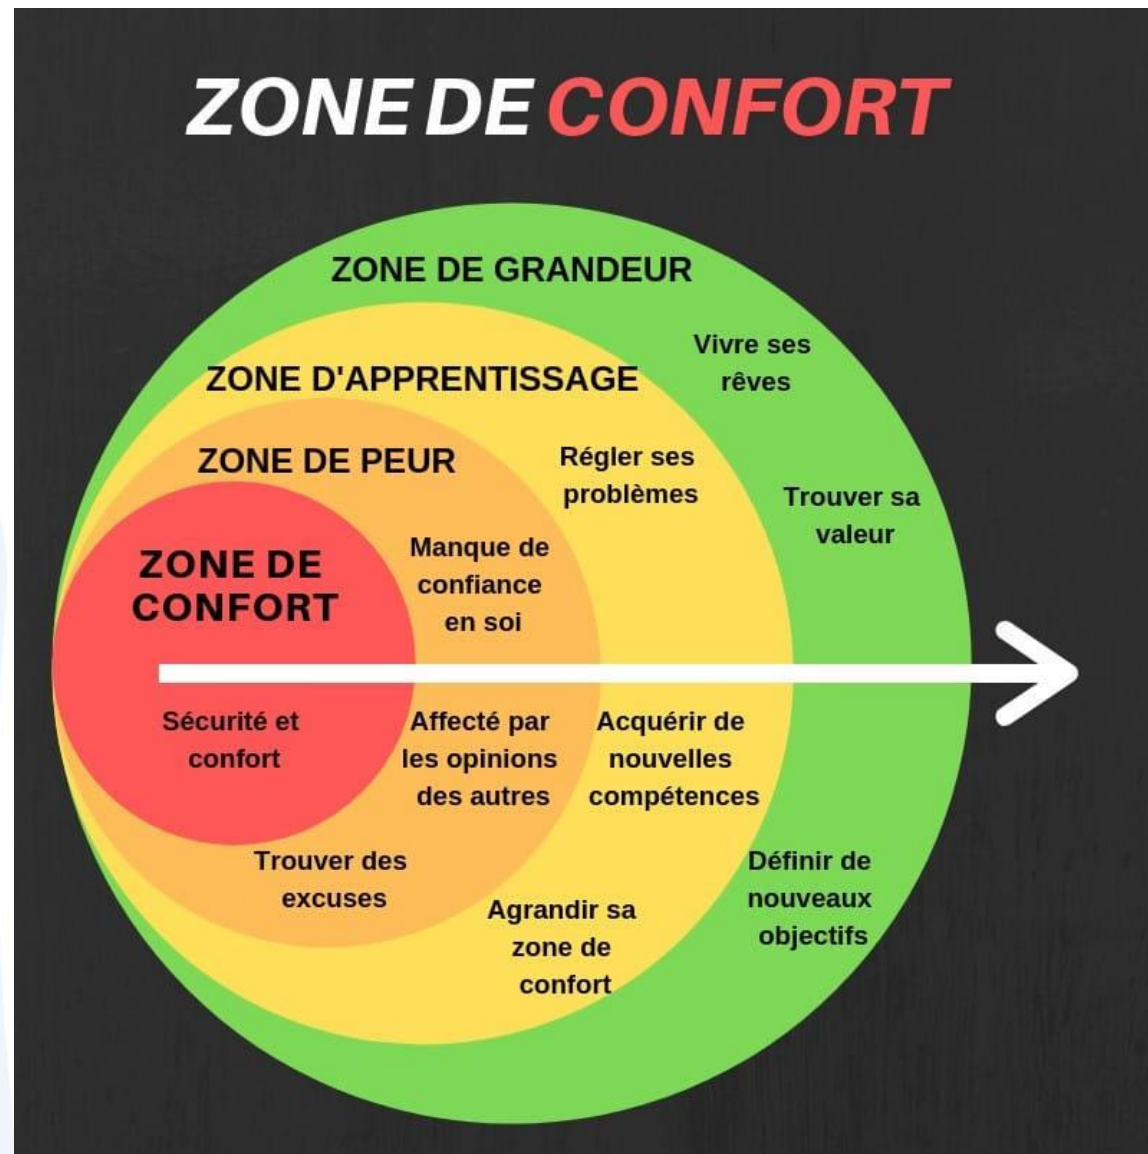 ZONE DE CONFORT
ZONE DE GRANDEUR
Vivre ses
rêves
Trouver sa
valeur
Définir de
nouveaux
objectifs
ZONE D'APPRENTISSAGE
Régler ses
problèmes
Acquérir de
nouvelles
compétences
Agrandir sa
zone de
confort
ZONE DE PEUR
Manque de
confiance
en soi
Affecté par
les opinions
des autres
Trouver des
excuses
ZONE DE
CONFORT
Sécurité et
confort